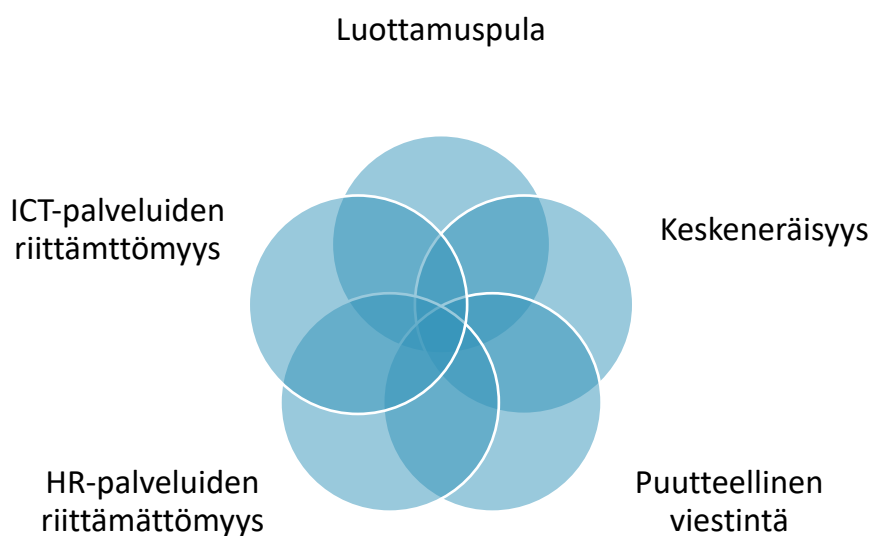 Luottamuspula
ICT-palveluiden
riittämttömyys
Keskeneräisyys
HR-palveluiden
riittämättömyys
Puutteellinen
viestintä